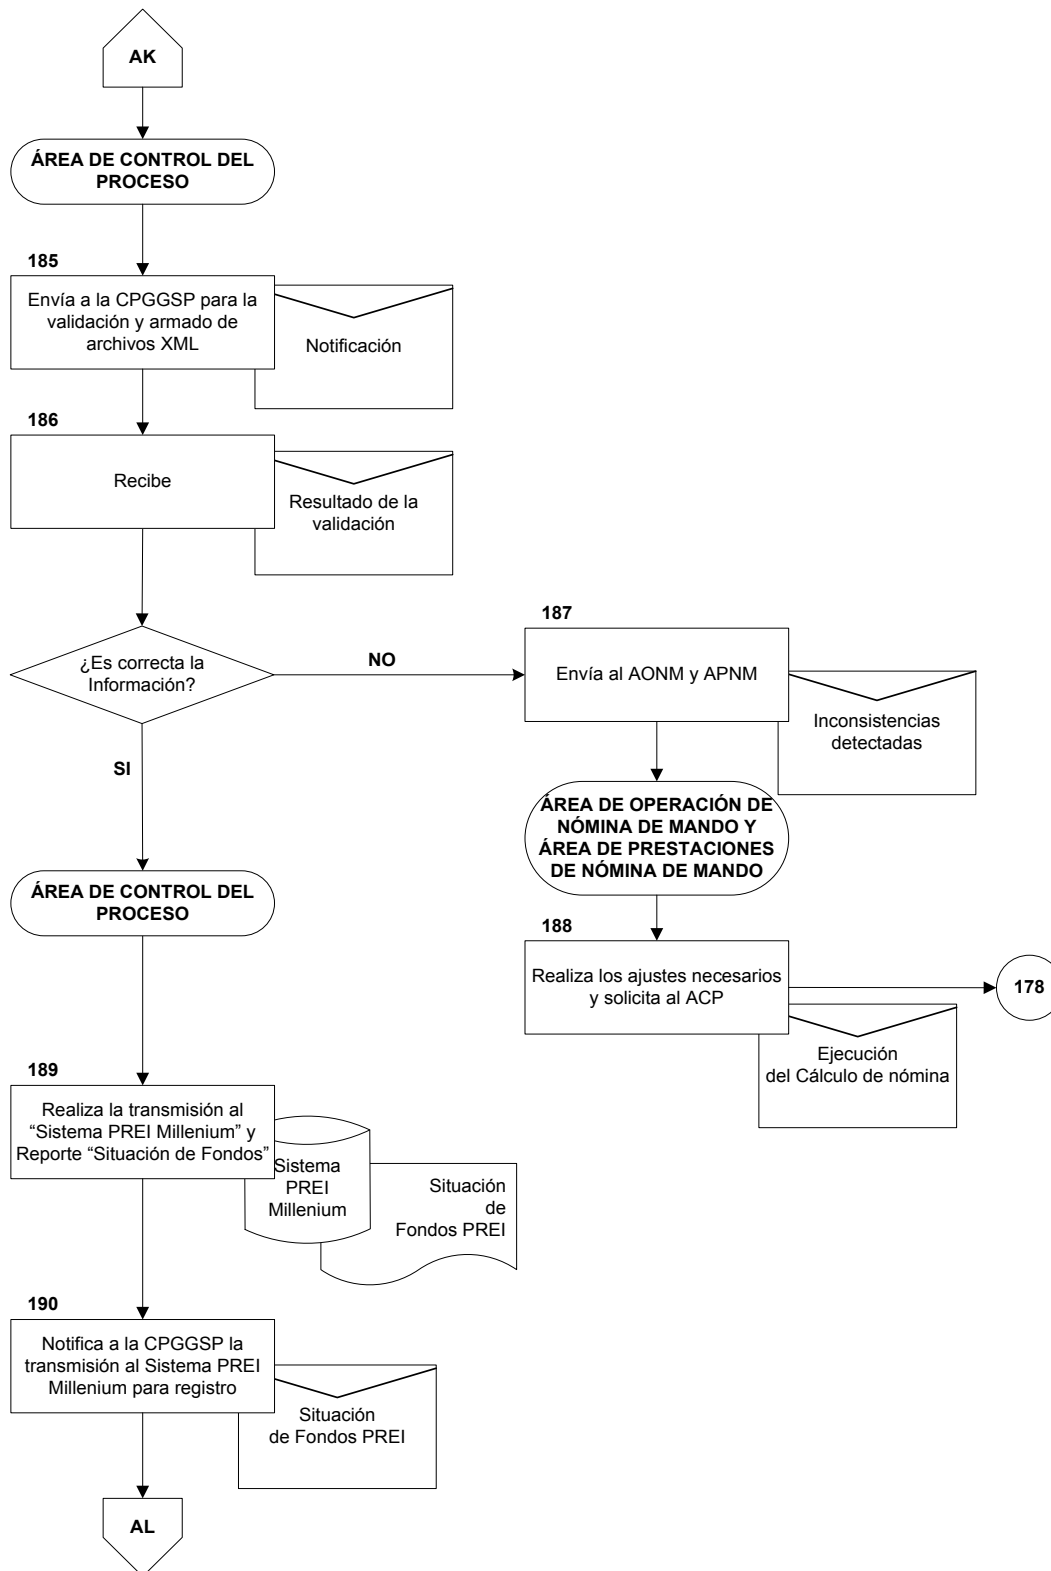 AK
ÁREA DE CONTROL DEL
PROCESO
185
Envía a la CPGGSP para la
validación y armado de
archivos XML
Notificación
186
Recibe
Resultado de la
validación
¿Es correcta la
Información?
NO
SI
187
Envía al AONM y APNM
Inconsistencias
detectadas
ÁREA DE OPERACIÓN DE
NÓMINA DE MANDO Y
ÁREA DE PRESTACIONES
DE NÓMINA DE MANDO
188
Realiza los ajustes necesarios
y solicita al ACP
178
Ejecución
del Cálculo de nómina
ÁREA DE CONTROL DEL
PROCESO
189
Realiza la transmisión al
“Sistema PREI Millenium” y
Reporte “Situación de Fondos”
Sistema
PREI
Millenium
Situación
de
Fondos PREI
190
Notifica a la CPGGSP la
transmisión al Sistema PREI
Millenium para registro
Situación
de Fondos PREI
AL